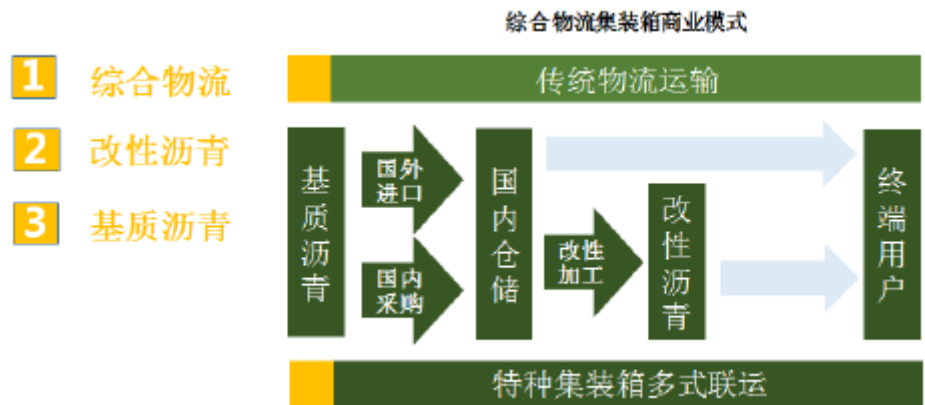 综合物流集装箱商业模式
1 综合物流
2 改性沥青
3 基质沥青
传统物流运输
基质沥青
国外
进口
国内
采购
国内仓储
改性
加工
改性沥青
终端用户
特种集装箱多式联运